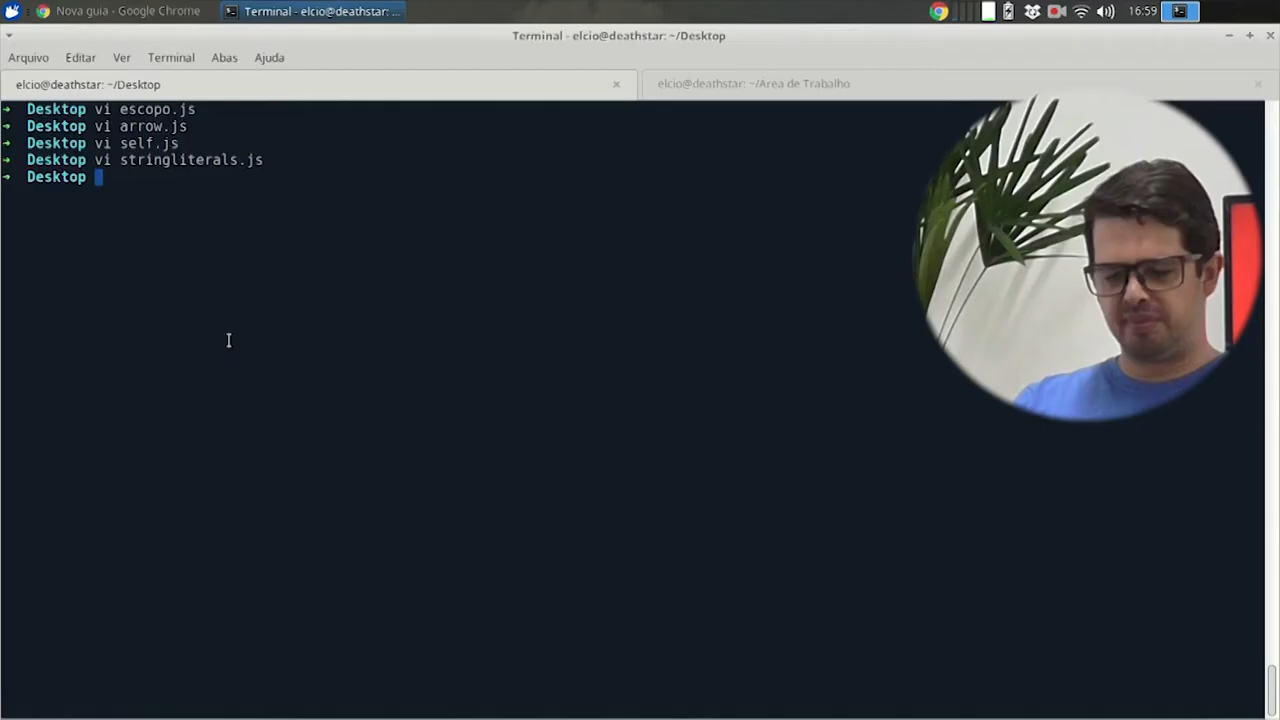 Nova guia - Google Chrome
Terminal - elcio@deathstar: ...
16:59
Terminal - elcio@deathstar: ~/Desktop
Arquivo Editar Ver Terminal Abas Ajuda
elcio@deathstar: ~/Desktop
elcio@deathstar: ~/Área de Trabalho
➜ Desktop vi escopo.js
➜ Desktop vi arrow.js
➜ Desktop vi self.js
➜ Desktop vi stringliterals.js
➜ Desktop